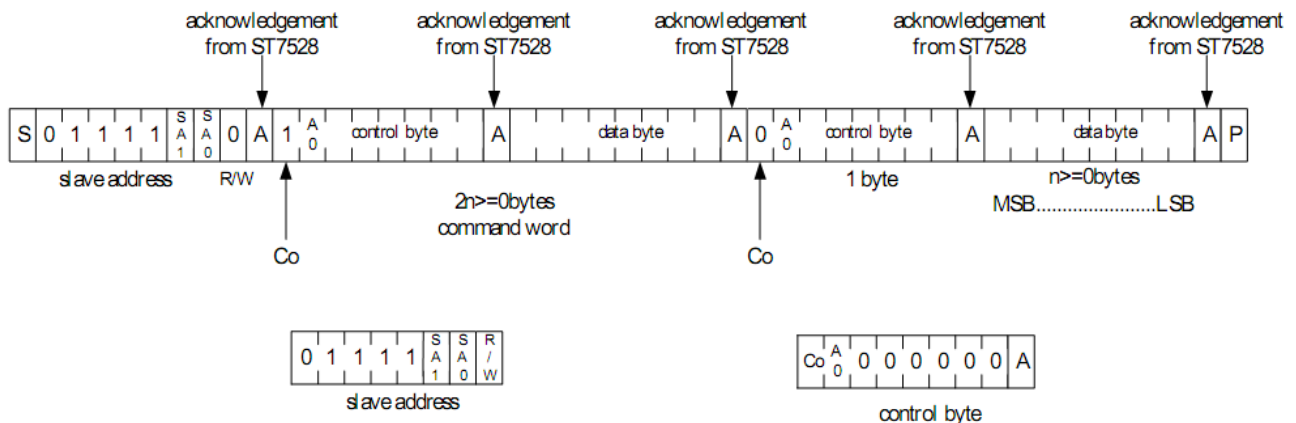 acknowledgement acknowledgement acknowledgement acknowledgement acknowledgement
from ST7528 from ST7528 from ST7528 from ST7528 from ST7528
S 0 1 1 1 1 SA1 SA0 0 A 1 A0 control byte A data byte A 0 A0 control byte A data byte A P
slave address R/W 1 byte n>=0bytes
2n>=0bytes MSB.......................LSB
command word
Co Co
0 1 1 1 1 SA1 SA0 R/W
slave address
Co A0 0 0 0 0 0 0 A
control byte